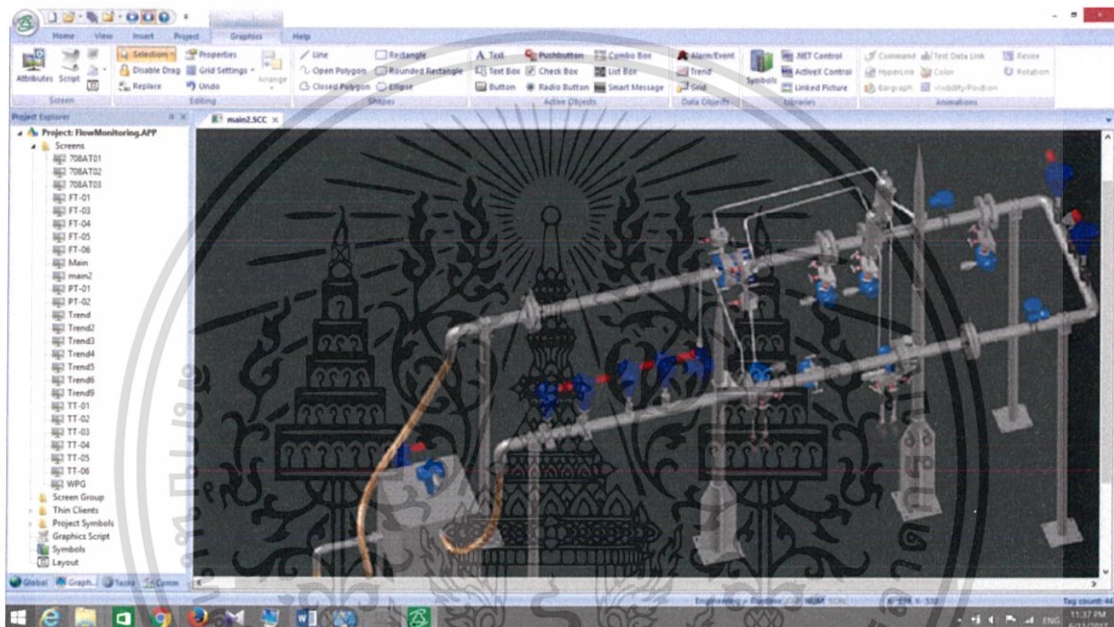 Home View Insert Project Graphics Help
Attributes Script
Selection
Disable Drag
Replace
Properties
Grid Settings
Undo
Arrange
Line
Open Polygon
Closed Polygon
Rectangle
Rounded Rectangle
Ellipse
Text
Text Box
Button
Pushbutton
Check Box
Radio Button
Combo Box
List Box
Smart Message
Alarm/Event
Trend
Grid
Symbols
.NET Control
ActiveX Control
Linked Picture
Command
HyperLink
Bargraph
Text Data Link
Color
Visibility/Position
Resize
Rotation
Screen Editing Shapes Active Objects Data Objects Libraries Animations
Project Explorer
main2.SCC
Project: FlowMonitoring.APP
Screens
708AT01
708AT02
708AT03
FT-01
FT-03
FT-04
FT-05
FT-06
Main
main2
PT-01
PT-02
Trend
Trend2
Trend3
Trend4
Trend5
Trend6
Trend9
TT-01
TT-02
TT-03
TT-04
TT-05
TT-06
WPG
Screen Group
Thin Clients
Project Symbols
Graphics Script
Symbols
Layout
Global Graph... Tasks Comm
NUM
Tag count: 44
ENG
11:37 PM